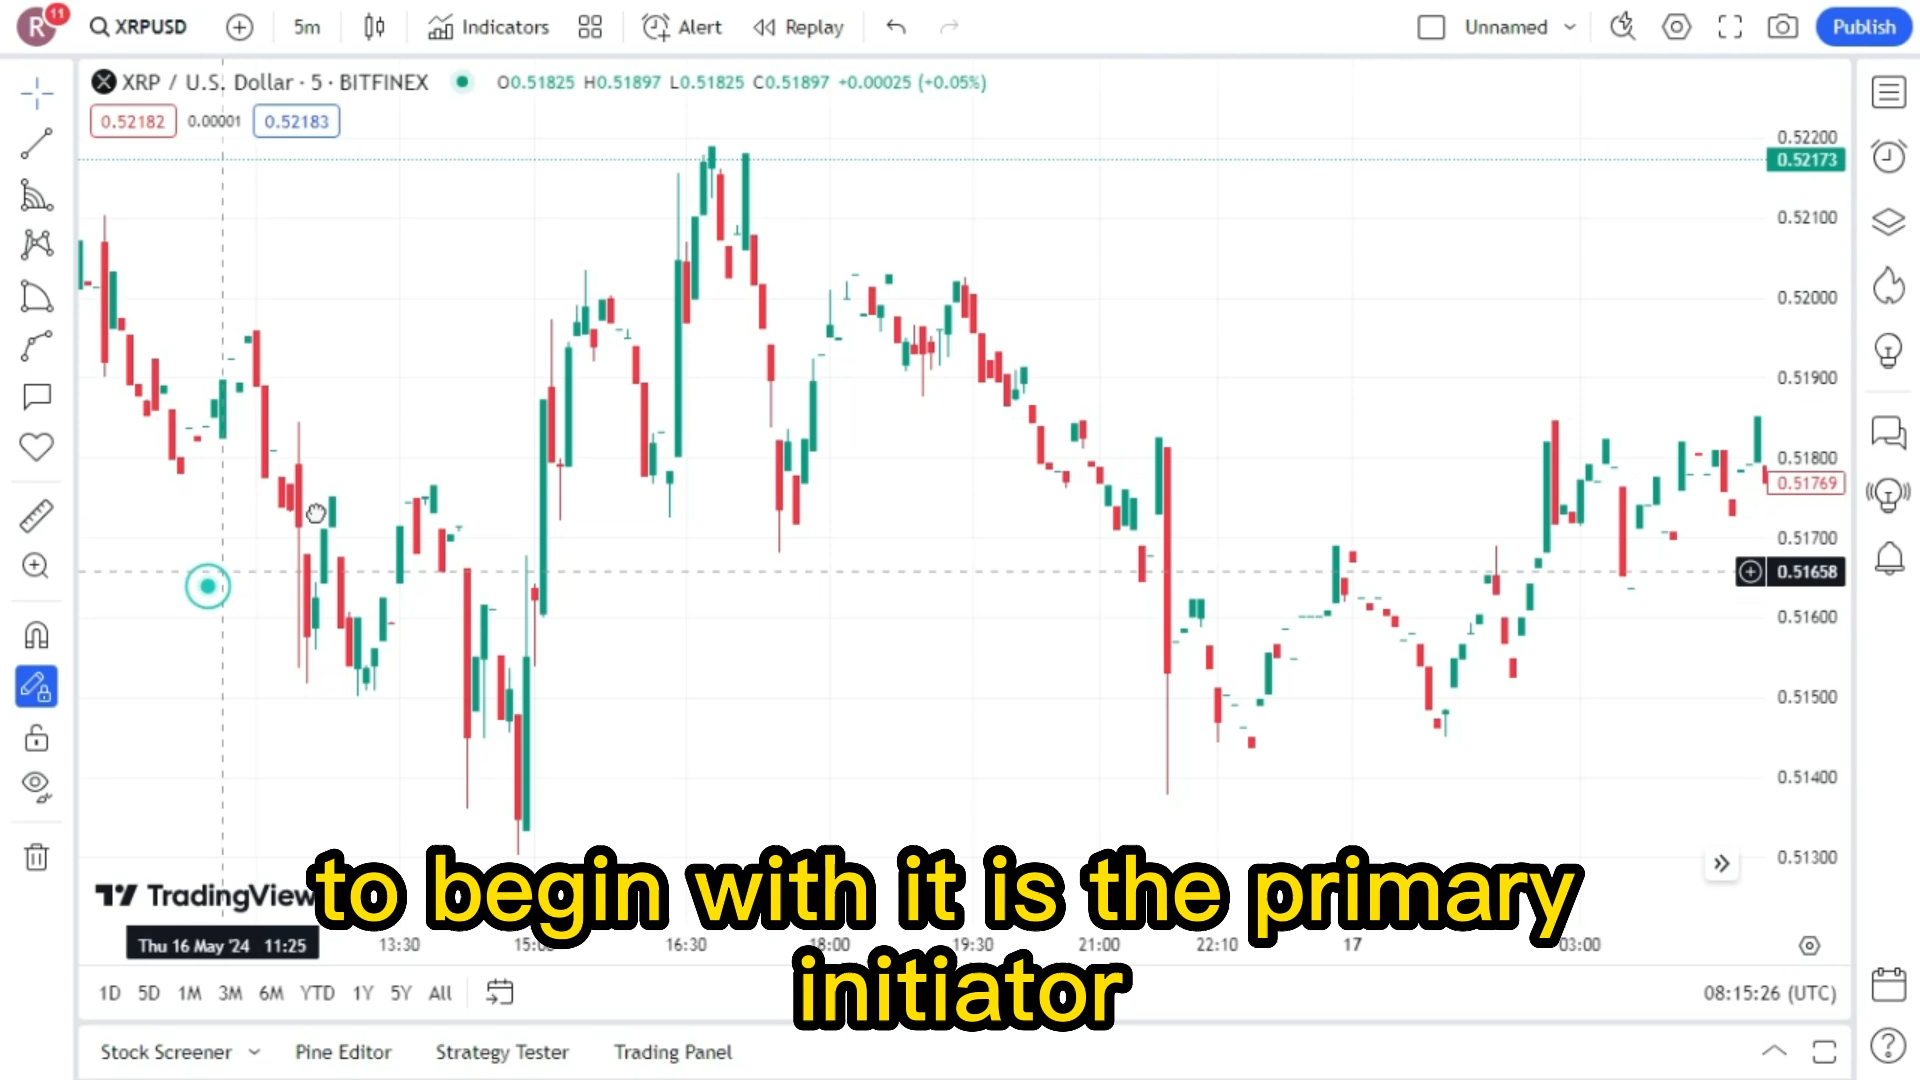 R
11
XRPUSD
5m
Indicators
Alert
Replay
Unnamed
Publish
XRP / U.S. Dollar · 5 · BITFINEX
O0.51825 H0.51897 L0.51825 C0.51897 +0.00025 (+0.05%)
0.52182
0.00001
0.52183
0.52200
0.52173
0.52100
0.52000
0.51900
0.51800
0.51769
0.51700
0.51658
0.51600
0.51500
0.51400
0.51300
TradingView
to begin with it is the primary
initiator
Thu 16 May '24 11:25
13:30
16:30
18:00
19:30
21:00
22:10
17
03:00
1D 5D 1M 3M 6M YTD 1Y 5Y All
08:15:26 (UTC)
Stock Screener
Pine Editor
Strategy Tester
Trading Panel